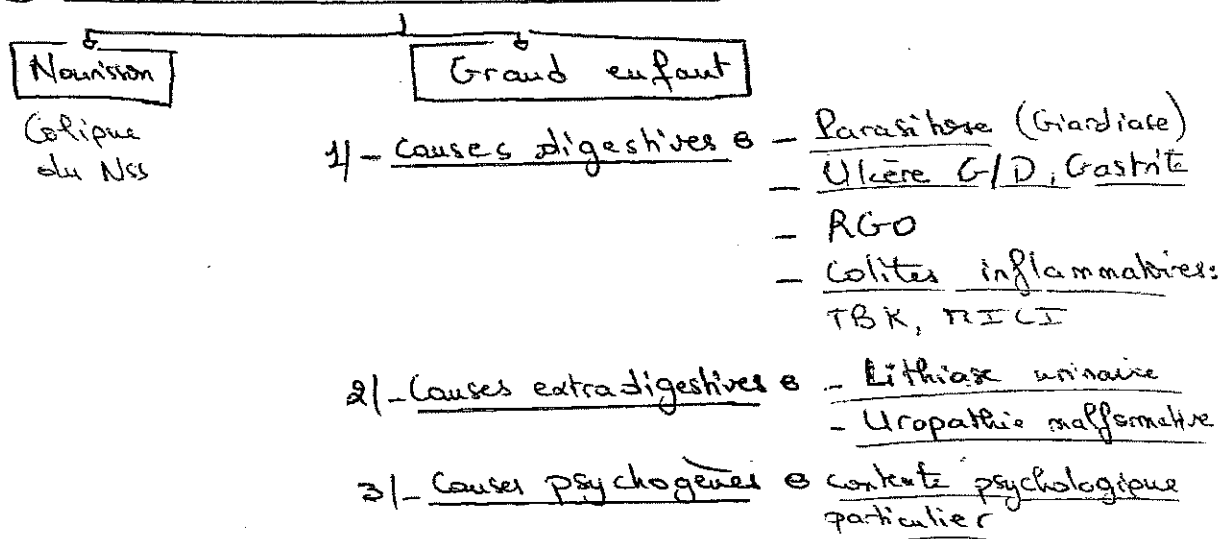 Nourisson
Grand enfant
Colique
du Nss
1/- Causes digestives : - Parasitose (Giardiase)
- Ulcère G/D, Gastrite
- RGO
- Colites inflammatoires:
TBK, MICI
2/- Causes extradigestives : - Lithiase urinaire
- Uropathie malformative
3/- Causes psychogènes : contexte psychologique
particulier